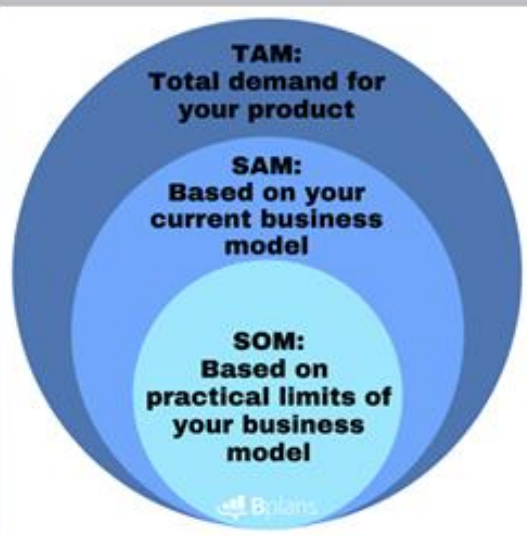 TAM:
Total demand for
your product
SAM:
Based on your
current business
model
SOM:
Based on
practical limits of
your business
model
Bplans